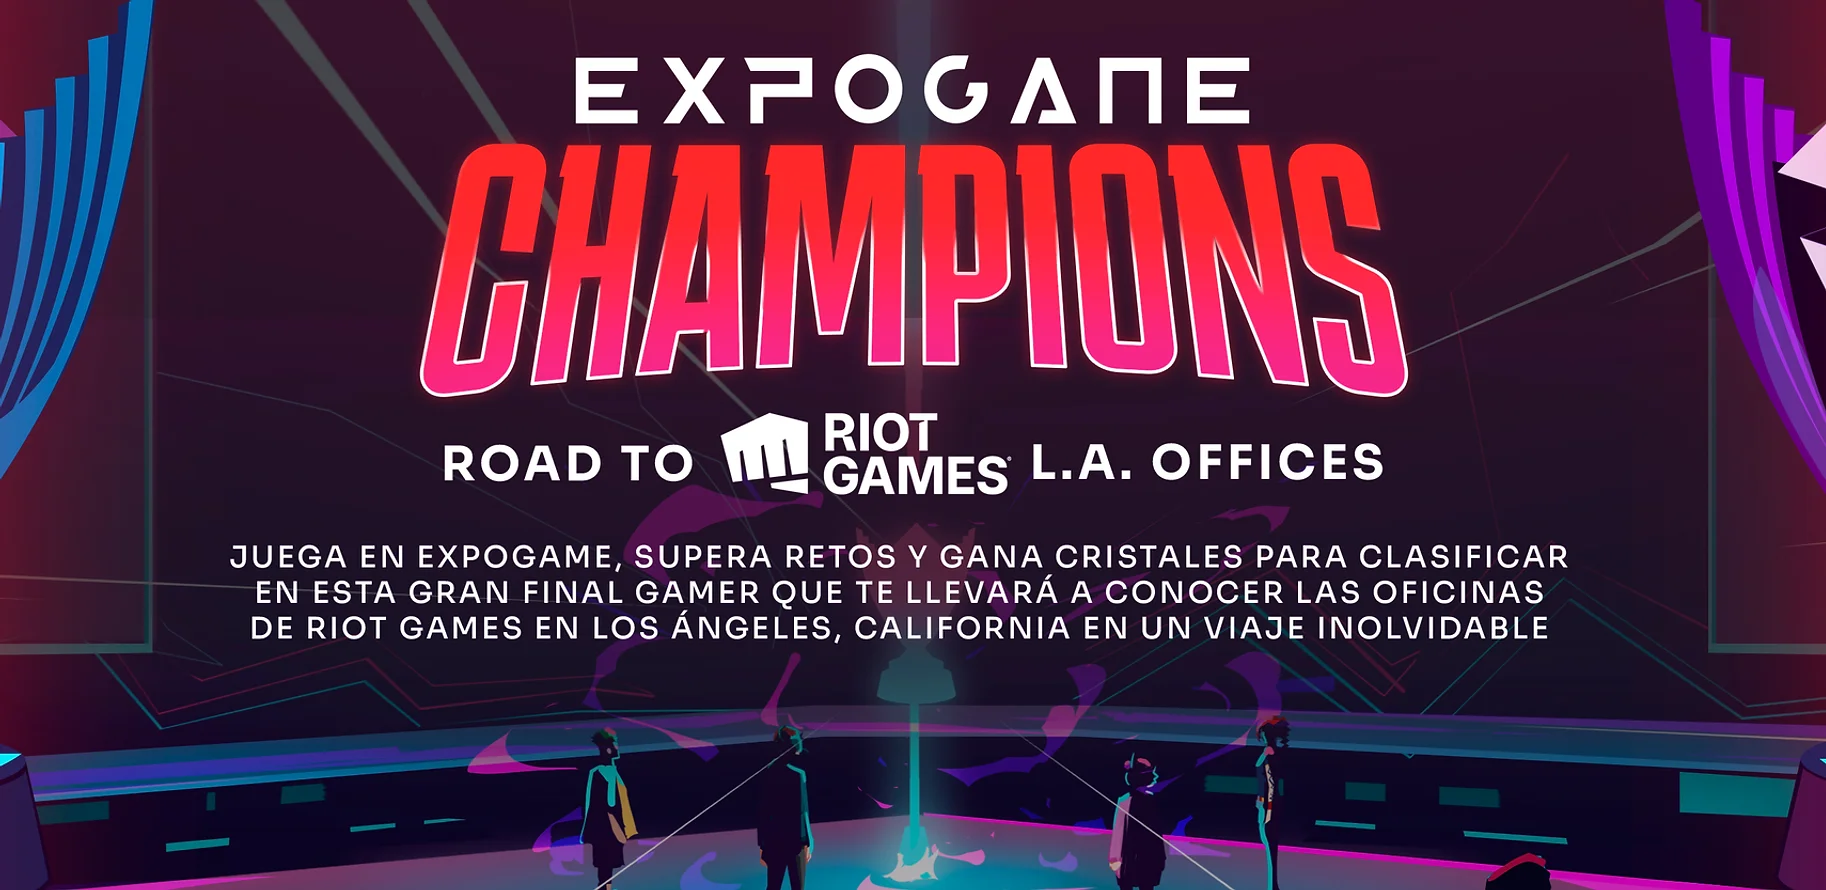 EXPOGAME
CHAMPIONS
ROAD TO RIOT GAMES L.A. OFFICES
JUEGA EN EXPOGAME, SUPERA RETOS Y GANA CRISTALES PARA CLASIFICAR
EN ESTA GRAN FINAL GAMER QUE TE LLEVARÁ A CONOCER LAS OFICINAS
DE RIOT GAMES EN LOS ÁNGELES, CALIFORNIA EN UN VIAJE INOLVIDABLE